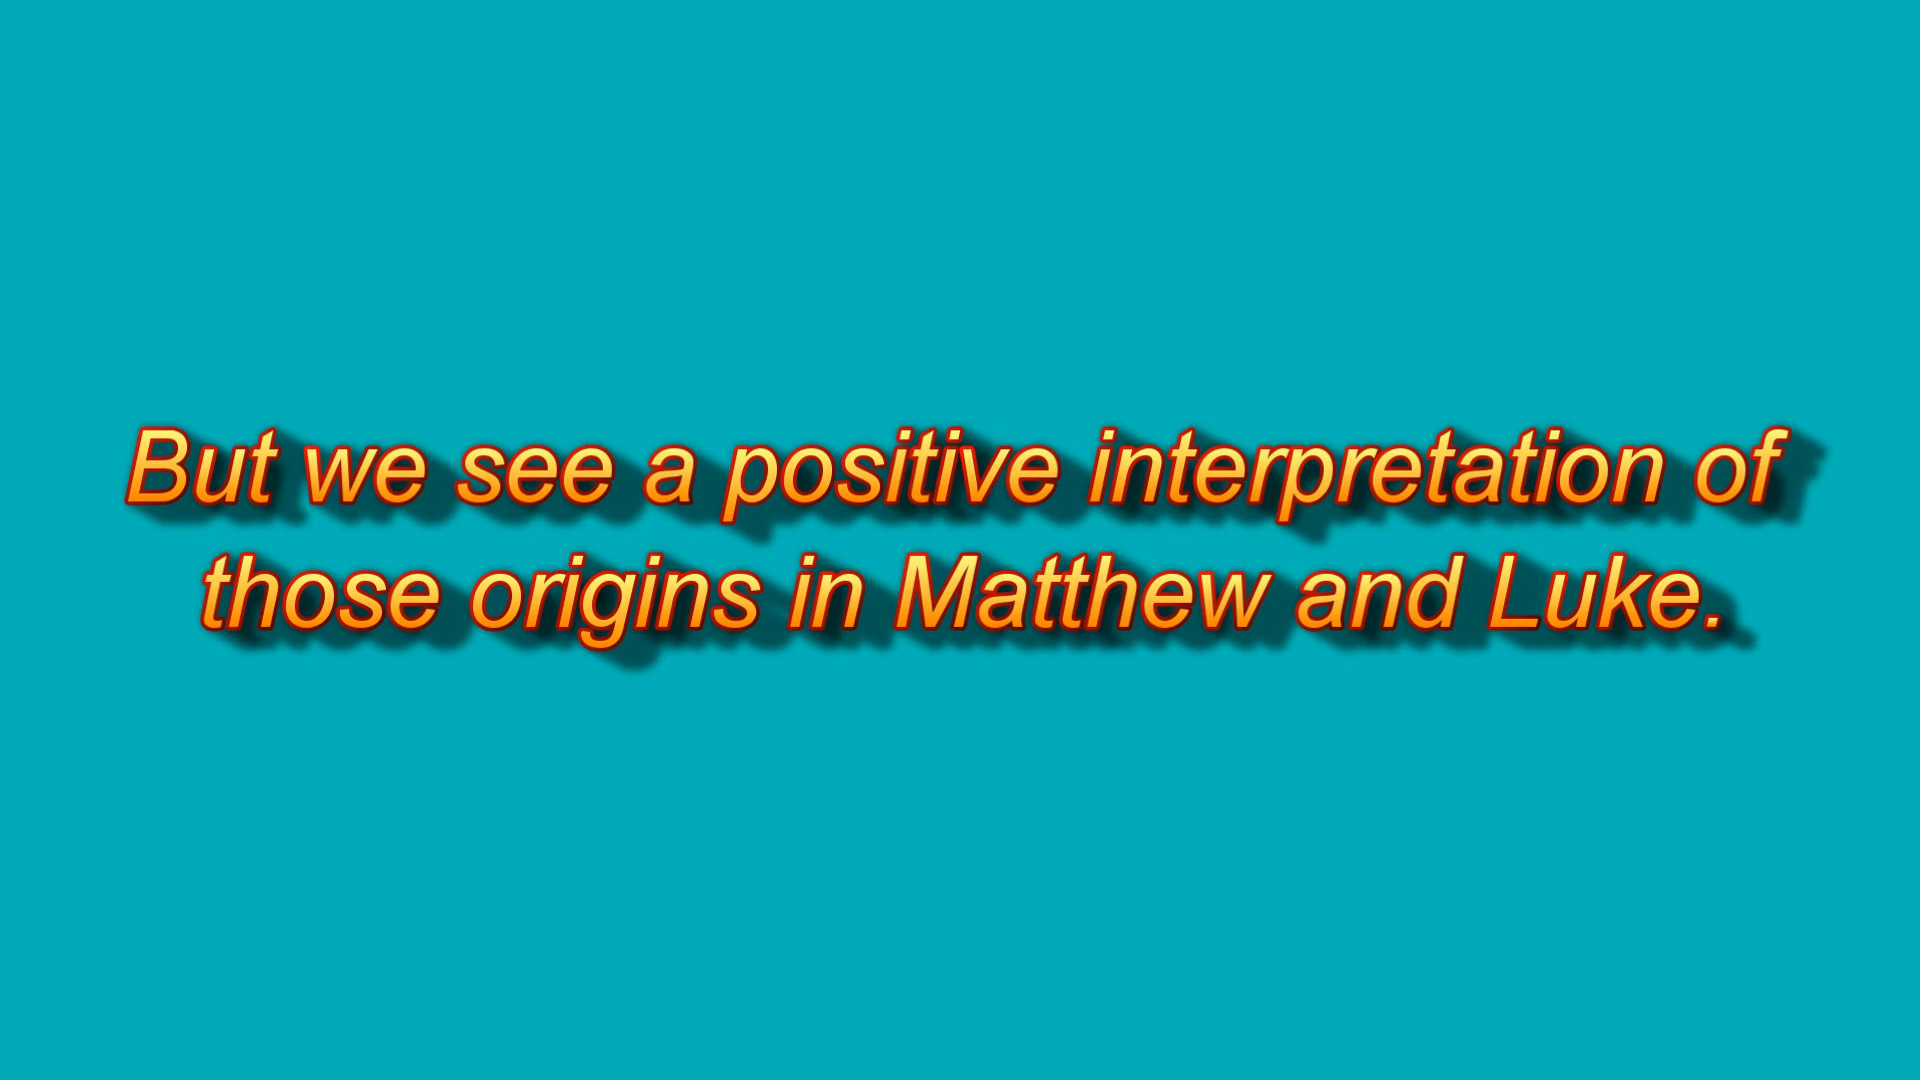 But we see a positive interpretation of
those origins in Matthew and Luke.